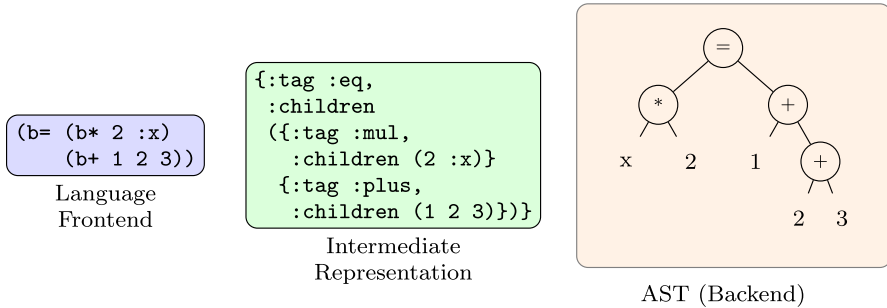 (b= (b* 2 :x)
(b+ 1 2 3))
Language
Frontend
{:tag :eq,
:children
({:tag :mul,
:children (2 :x)}
{:tag :plus,
:children (1 2 3)})}
Intermediate
Representation
=
* +
x 2 1 +
2 3
AST (Backend)